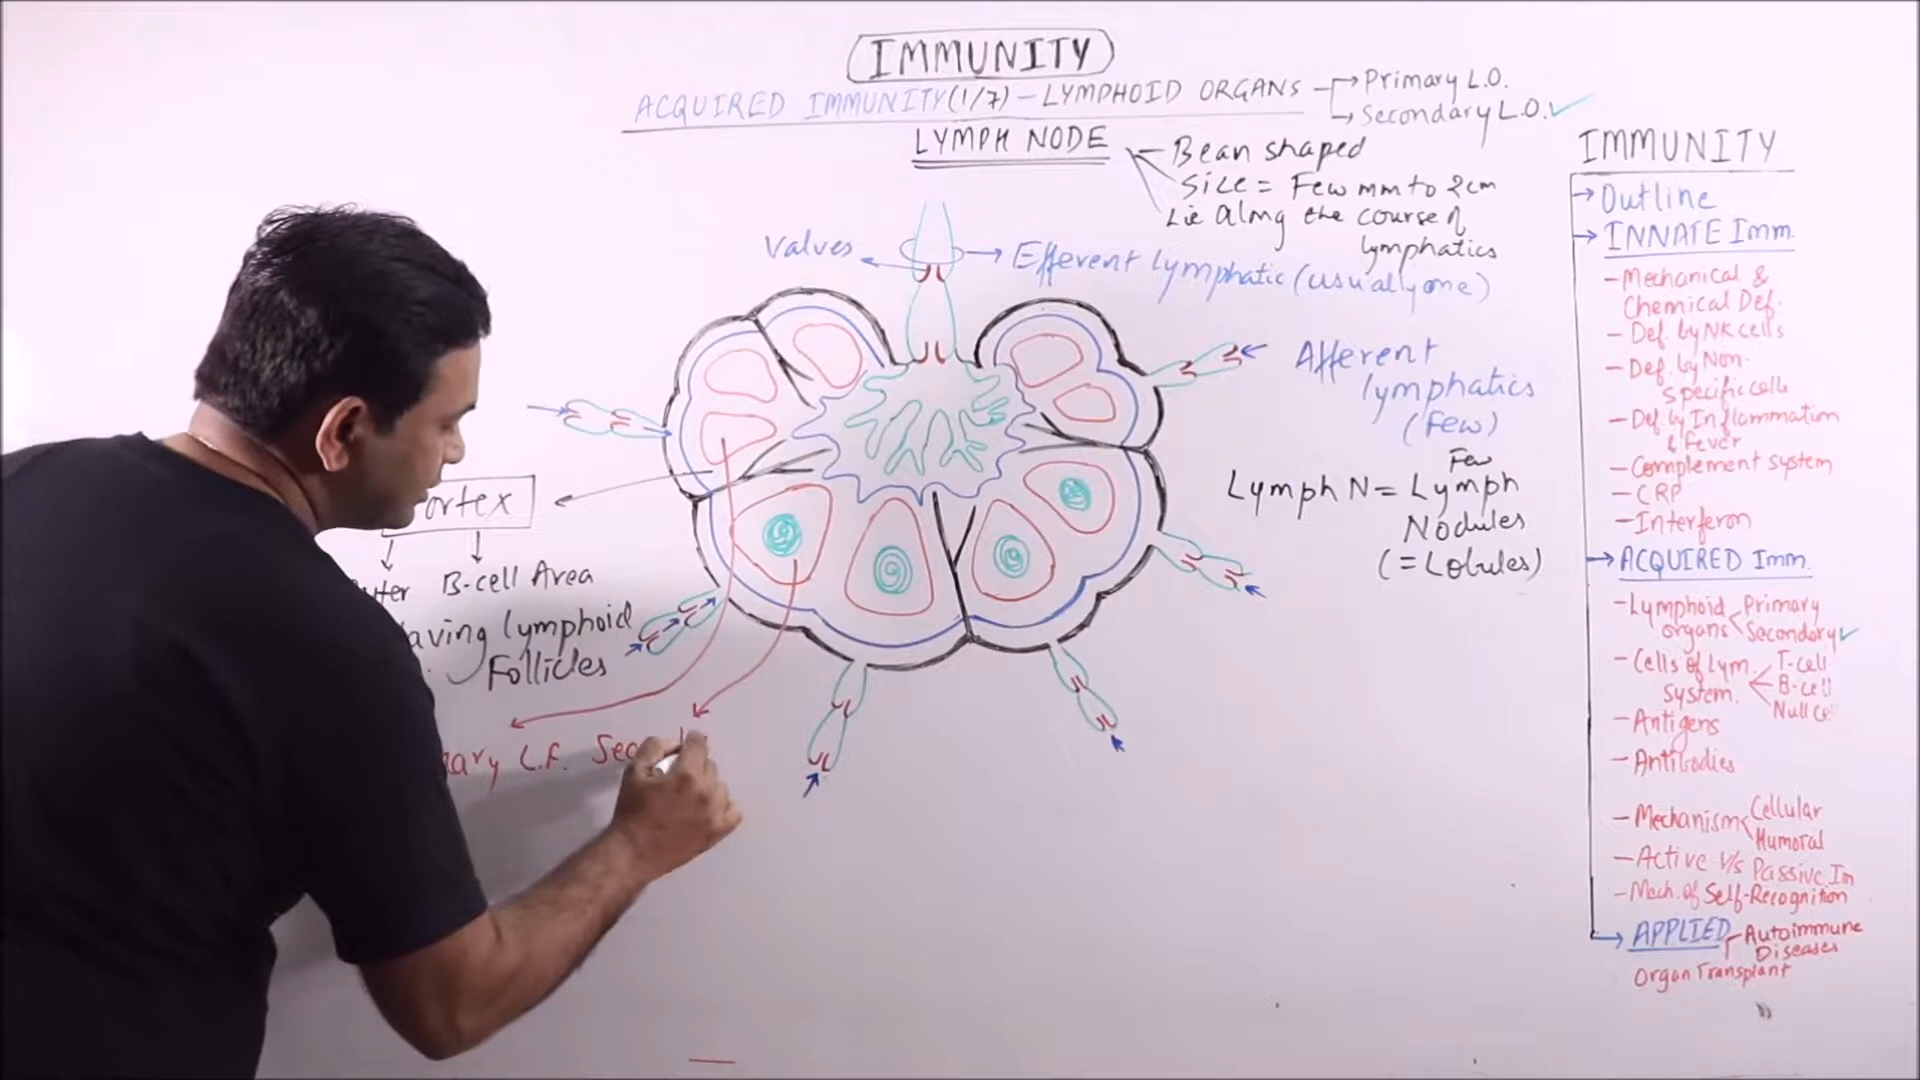 IMMUNITY
ACQUIRED IMMUNITY(1/7)-LYMPHOID ORGANS
Primary L.O.
Secondary L.O.
LYMPH NODE
Bean shaped
Size = Few mm to 2cm
Lie Along the course of
lymphatics
Valves
Efferent lymphatic (usually one)
Afferent
lymphatics
(Few)
Lymph N = Lymph
Few
Nodules
(= Lobules)
B-cell Area
lymphoid
Follicles
L.F.
IMMUNITY
Outline
INNATE Imm.
-Mechanical &
Chemical Def.
- Def. by NK cells
- Def. by Non-
specific cells
- Def. by Inflammation
& Fever
- Complement system
- CRP
- Interferon
ACQUIRED Imm.
-Lymphoid Primary
organs Secondary
- Cells of Lym. T-cell
System. B-cell
Null
- Antigens
- Antibodies
- Mechanism Cellular
Humoral
- Active V/s Passive Im
- Mech. of Self-Recognition
APPLIED Autoimmune
Diseases
Organ Transplant